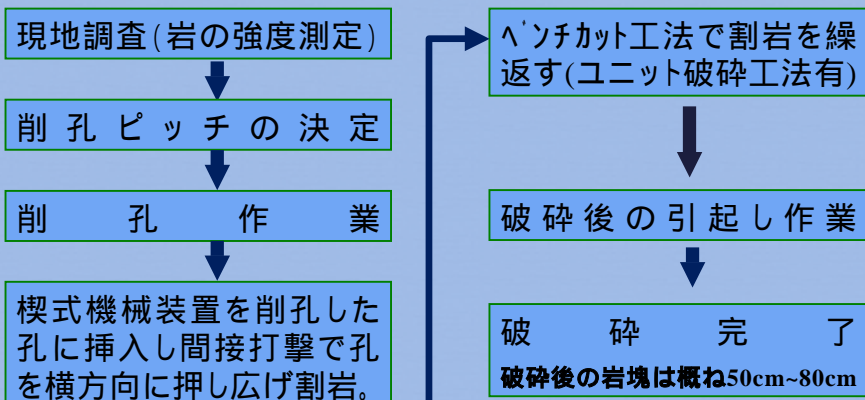 現地調査(岩の強度測定)
削孔ピッチの決定
削孔作業
楔式機械装置を削孔した
孔に挿入し間接打撃で孔
を横方向に押し広げ割岩。
ﾍﾞﾝﾁｶｯﾄ工法で割岩を繰
返す(ユニット破砕工法有)
破砕後の引起し作業
破砕完了
破砕後の岩塊は概ね50cm~80cm